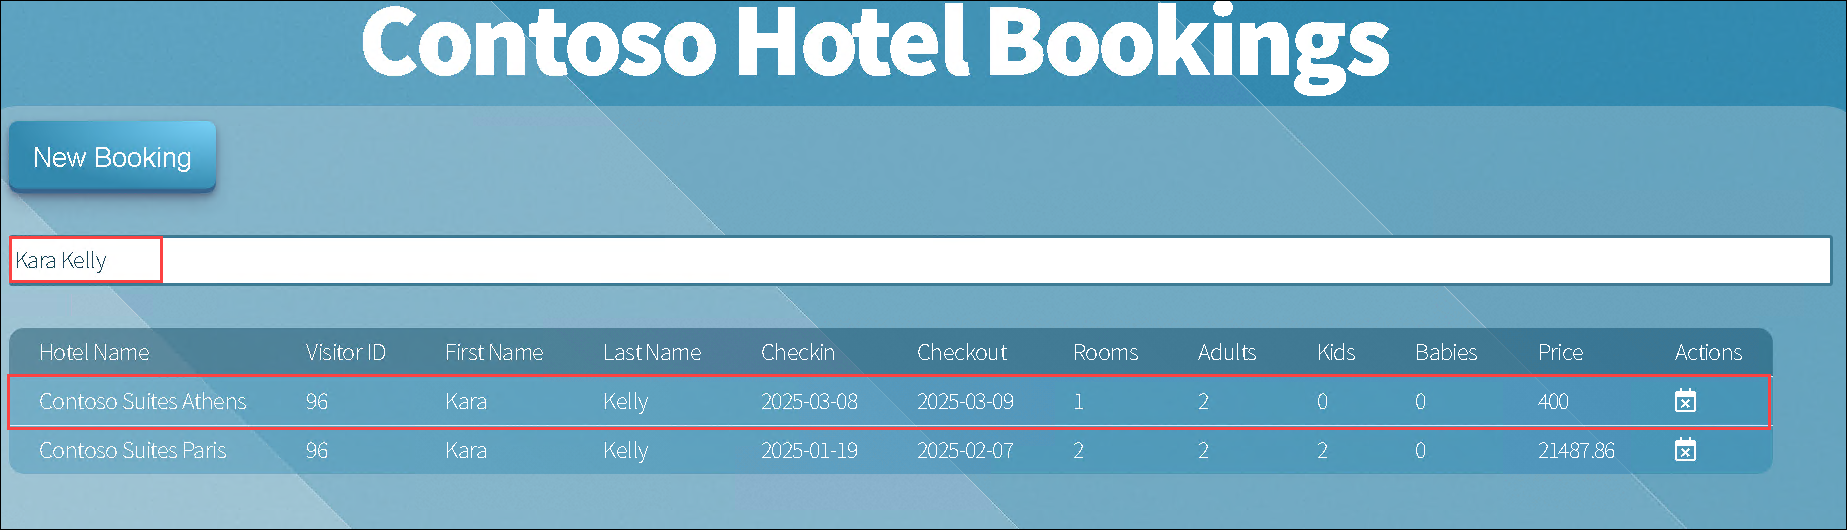 Contoso Hotel Bookings
New Booking
Kara Kelly
Hotel Name Visitor ID First Name Last Name Checkin Checkout Rooms Adults Kids Babies Price Actions
Contoso Suites Athens 96 Kara Kelly 2025-03-08 2025-03-09 1 2 0 0 400
Contoso Suites Paris 96 Kara Kelly 2025-01-19 2025-02-07 2 2 2 0 21487.86